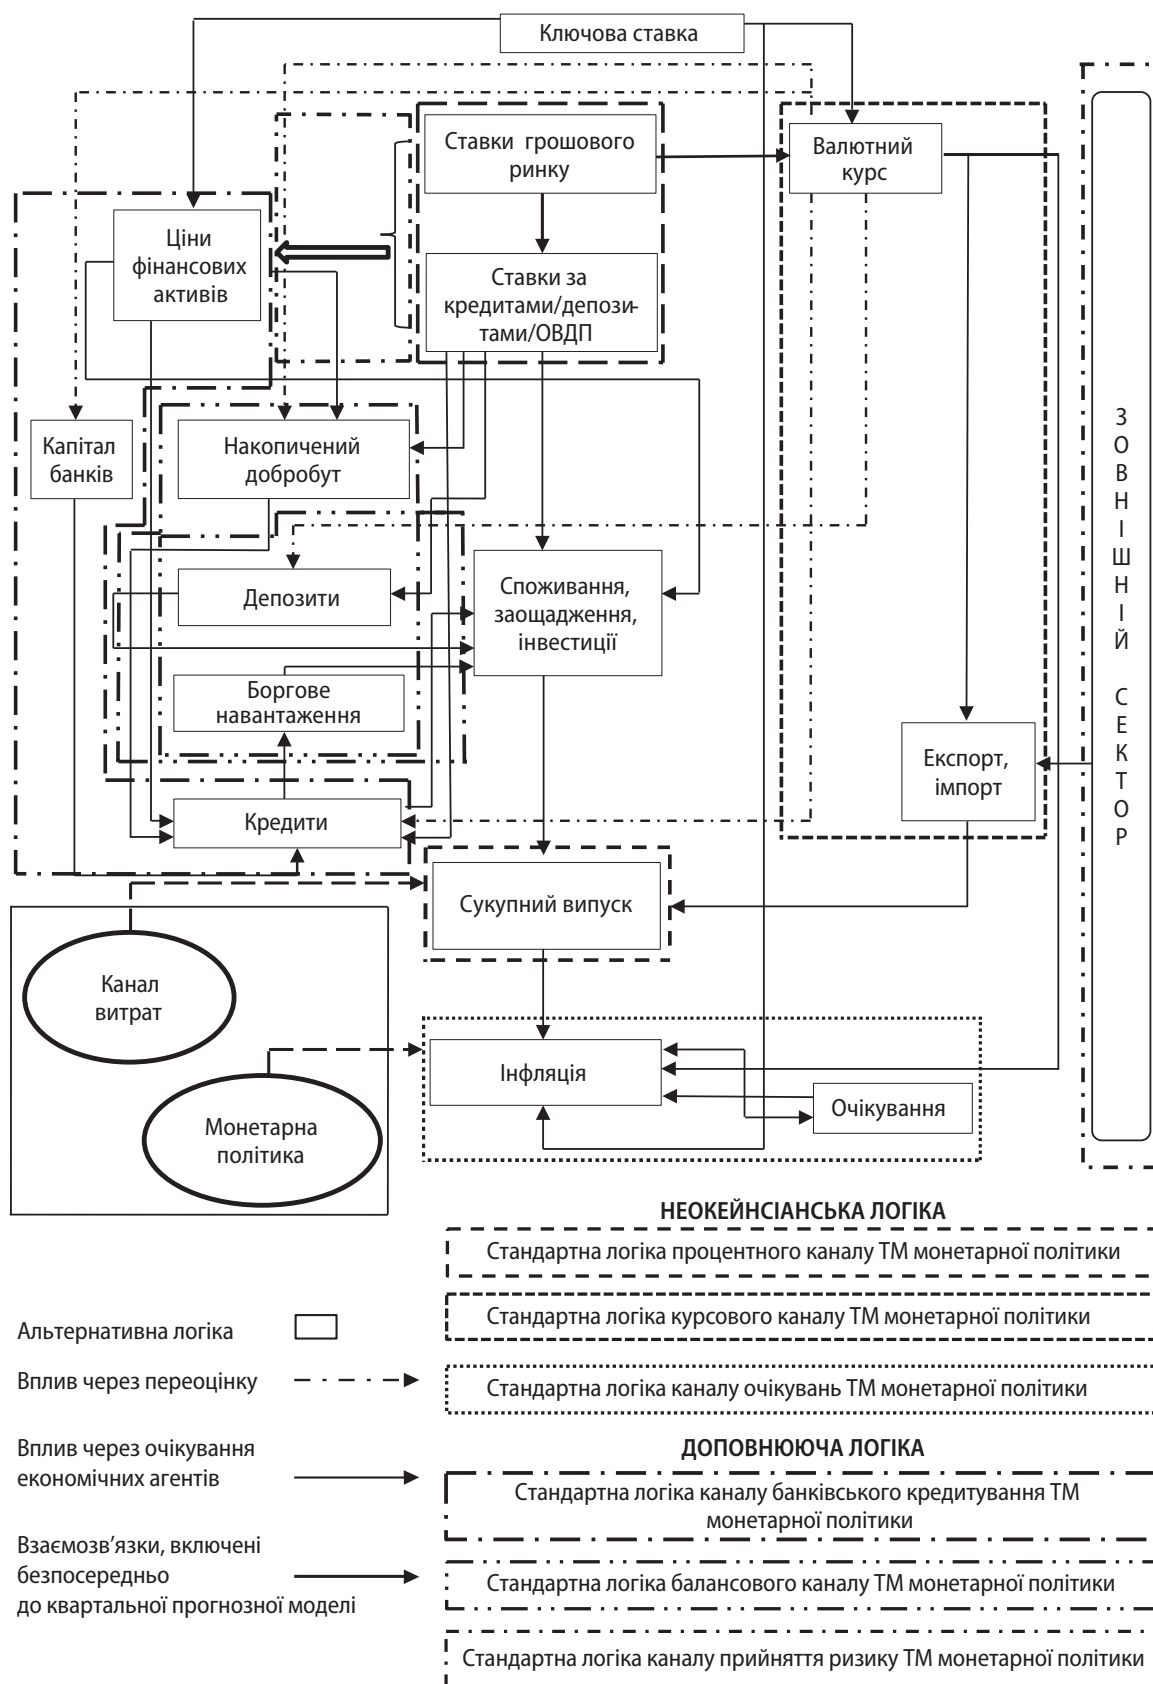 Ключова ставка
Ставки грошового
ринку
Валютний
курс
Ціни
фінансових
активів
Ставки за
кредитами/депози-
тами/ОВДП
Капітал
банків
Накопичений
добробут
Депозити
Споживання,
заощадження,
інвестиції
Боргове
навантаження
Експорт,
імпорт
Кредити
Сукупний випуск
Канал
витрат
Інфляція
Очікування
Монетарна
політика
ЗОВНІШНІЙ СЕКТОР
НЕОКЕЙНСІАНСЬКА ЛОГІКА
Стандартна логіка процентного каналу ТМ монетарної політики
Стандартна логіка курсового каналу ТМ монетарної політики
Стандартна логіка каналу очікувань ТМ монетарної політики
ДОПОВНЮЮЧА ЛОГІКА
Стандартна логіка каналу банківського кредитування ТМ
монетарної політики
Стандартна логіка балансового каналу ТМ монетарної політики
Стандартна логіка каналу прийняття ризику ТМ монетарної політики
Альтернативна логіка
Вплив через переоцінку
Вплив через очікування
економічних агентів
Взаємозв'язки, включені
безпосередньо
до квартальної прогнозної моделі